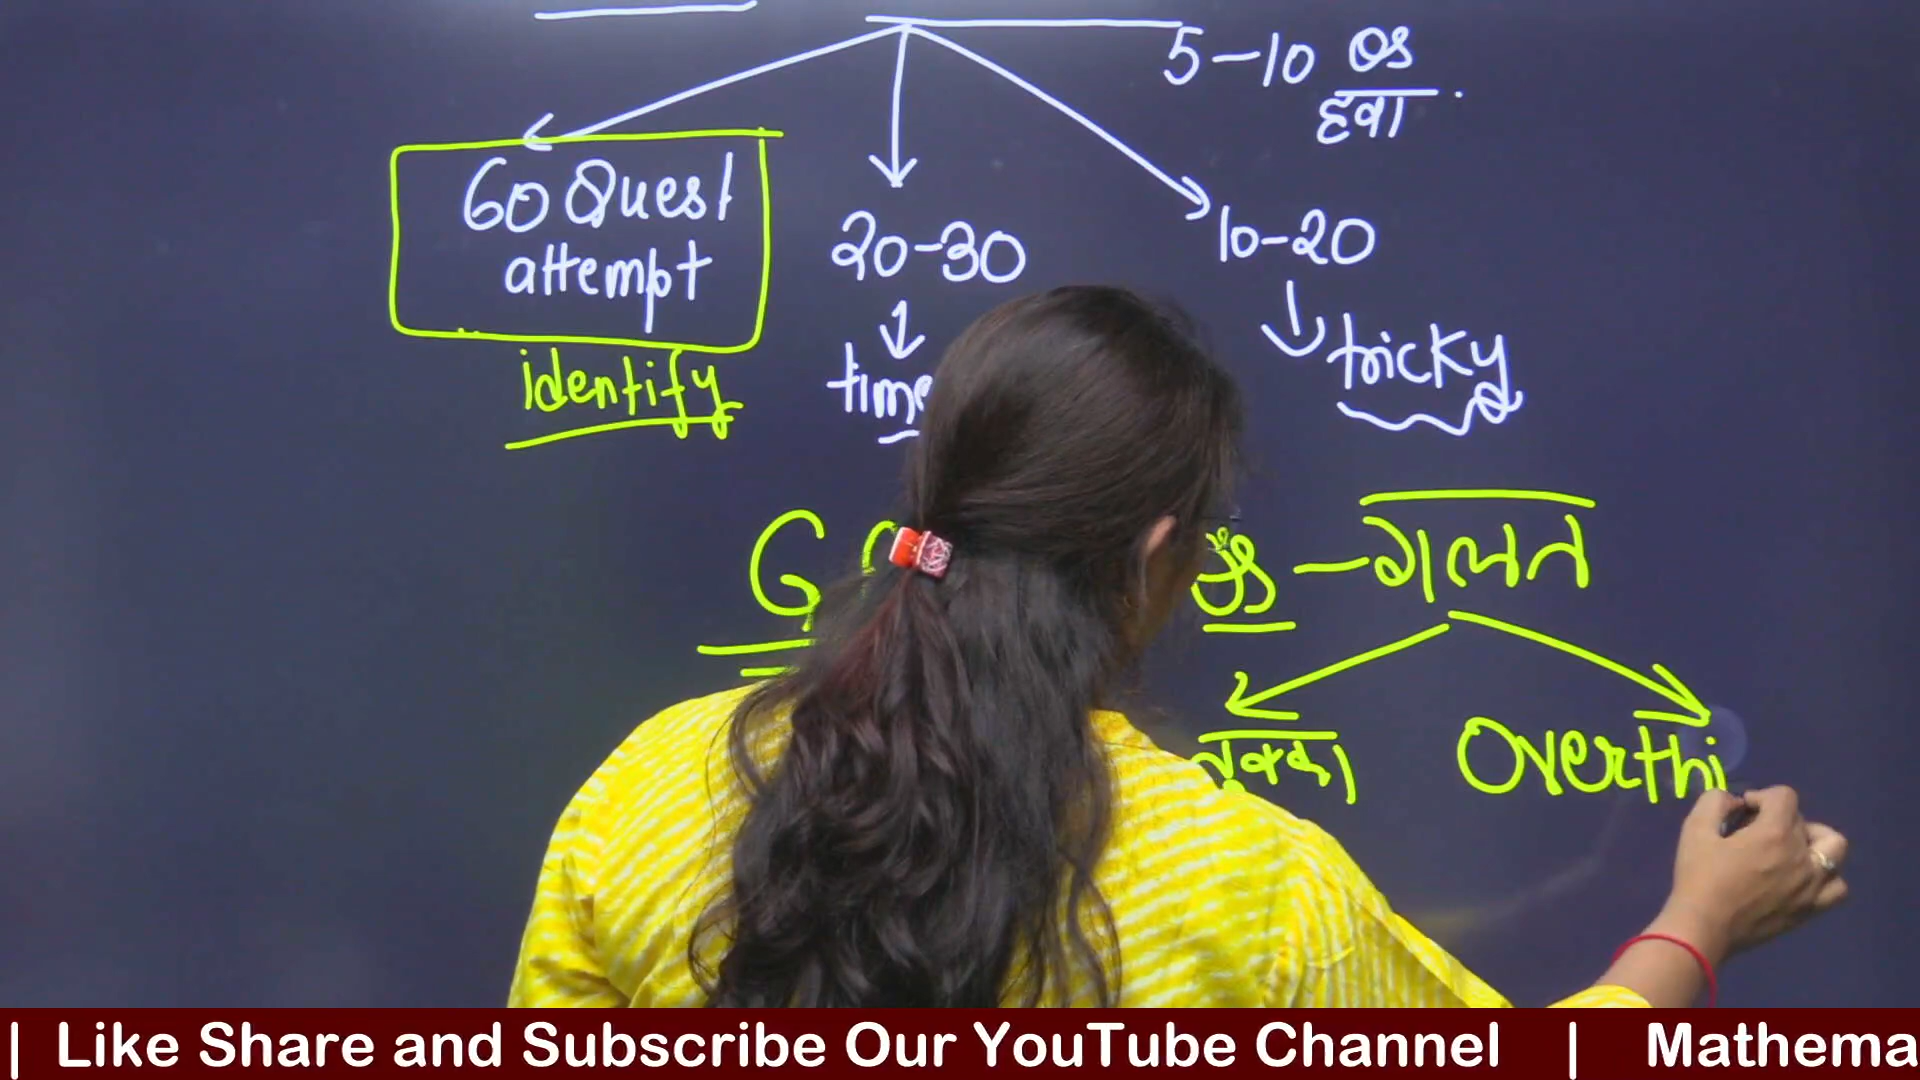 5-10 Qs
हवा
60 Quest
attempt
20-30
10-20
identify
time
tricky
G
Qs - गलत
तुक्का
Overthi
| Like Share and Subscribe Our YouTube Channel | Mathema